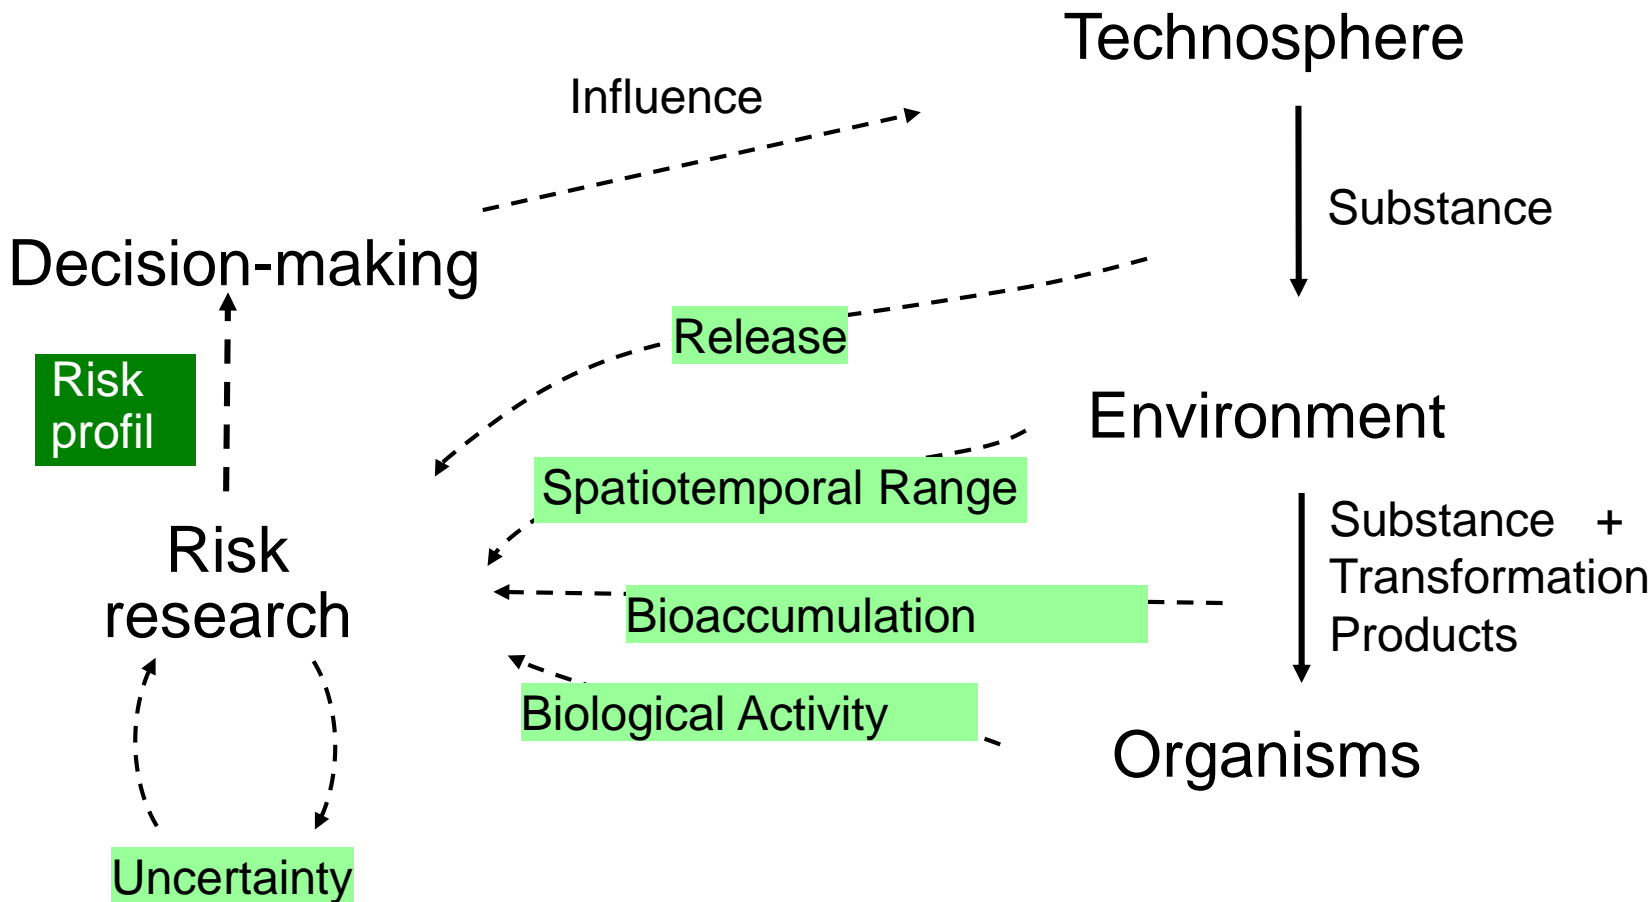 Technosphere
Influence
Substance
Decision-making
Release
Risk
profil
Environment
Spatiotemporal Range
Substance +
Transformation
Products
Risk
research
Bioaccumulation
Biological Activity
Organisms
Uncertainty